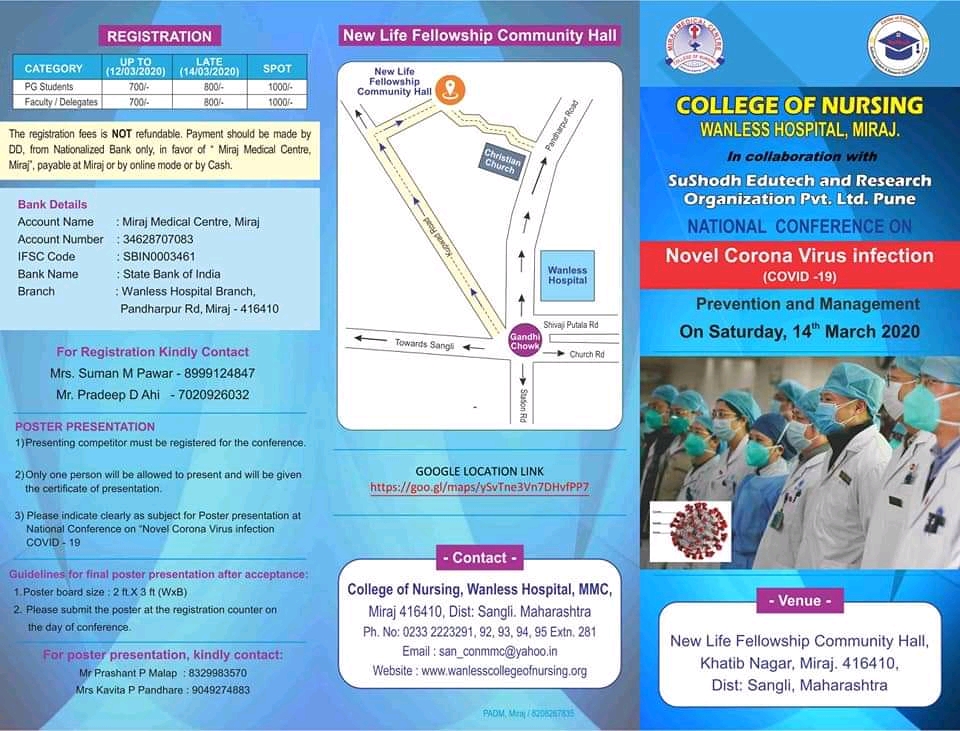 REGISTRATION
CATEGORY UP TO (12/03/2020) LATE (14/03/2020) SPOT
PG Students 700/- 800/- 1000/-
Faculty / Delegates 700/- 800/- 1000/-
The registration fees is NOT refundable. Payment should be made by
DD, from Nationalized Bank only, in favor of " Miraj Medical Centre,
Miraj", payable at Miraj or by online mode or by Cash.
Bank Details
Account Name : Miraj Medical Centre, Miraj
Account Number : 34628707083
IFSC Code : SBIN0003461
Bank Name : State Bank of India
Branch : Wanless Hospital Branch,
Pandharpur Rd, Miraj - 416410
For Registration Kindly Contact
Mrs. Suman M Pawar - 8999124847
Mr. Pradeep D Ahi - 7020926032
POSTER PRESENTATION
1)Presenting competitor must be registered for the conference.
2)Only one person will be allowed to present and will be given
the certificate of presentation.
3) Please indicate clearly as subject for Poster presentation at
National Conference on "Novel Corona Virus infection
COVID - 19
Guidelines for final poster presentation after acceptance:
1.Poster board size : 2 ft.X 3 ft (WxB)
2. Please submit the poster at the registration counter on
the day of conference.
For poster presentation, kindly contact:
Mr Prashant P Malap : 8329983570
Mrs Kavita P Pandhare : 9049274883
New Life Fellowship Community Hall
New Life
Fellowship
Community Hall
Pandharpur Road
Christian
Church
Kupwad Road
Wanless
Hospital
Shivaji Putala Rd
Gandhi
Chowk
Towards Sangli
Church Rd
Station Rd
-
GOOGLE LOCATION LINK
https://goo.gl/maps/ySvTne3Vn7DHvfPP7
- Contact -
College of Nursing, Wanless Hospital, MMC,
Miraj 416410, Dist: Sangli. Maharashtra
Ph. No: 0233 2223291, 92, 93, 94, 95 Extn. 281
Email : san_conmmc@yahoo.in
Website : www.wanlesscollegeofnursing.org
PADM, Miraj / 8208267835
MIRAJ MEDICAL CENTRE
COLLEGE OF NURSING
COLLEGE OF NURSING
WANLESS HOSPITAL, MIRAJ.
In collaboration with
SuShodh Edutech and Research
Organization Pvt. Ltd. Pune
NATIONAL CONFERENCE ON
Novel Corona Virus infection
(COVID -19)
Prevention and Management
On Saturday, 14th March 2020
- Venue -
New Life Fellowship Community Hall,
Khatib Nagar, Miraj. 416410,
Dist: Sangli, Maharashtra